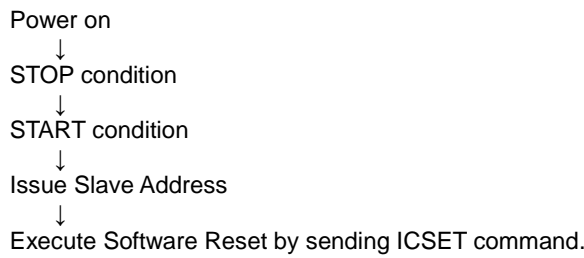 Power on
↓
STOP condition
↓
START condition
↓
Issue Slave Address
↓
Execute Software Reset by sending ICSET command.